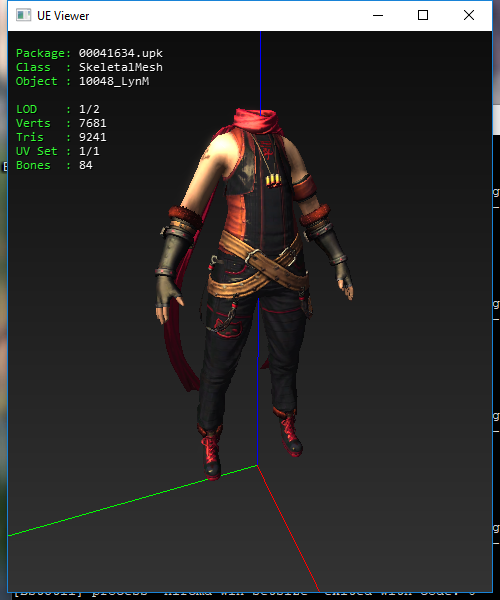 UE Viewer
Package: 00041634.upk
Class : SkeletalMesh
Object : 10048_LynM
LOD : 1/2
Verts : 7681
Tris : 9241
UV Set : 1/1
Bones : 84